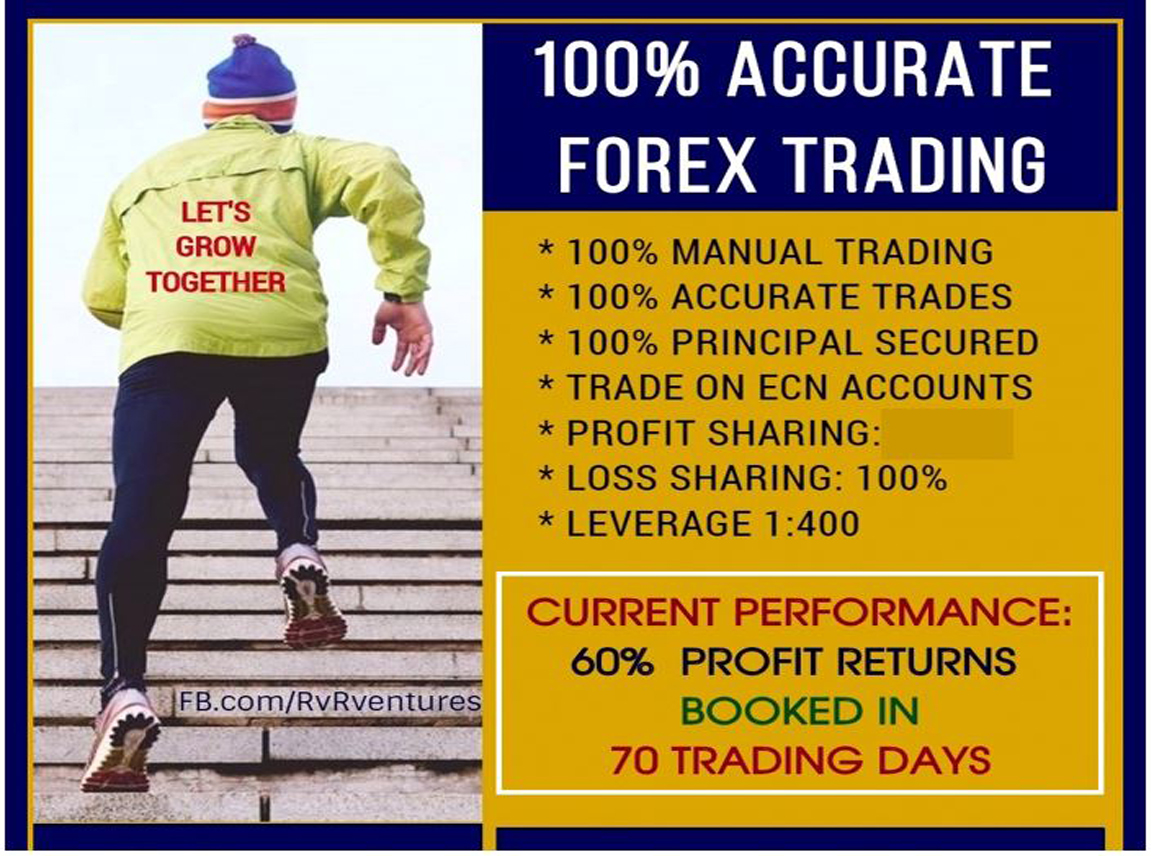 100% ACCURATE
FOREX TRADING
LET'S
GROW
TOGETHER
* 100% MANUAL TRADING
* 100% ACCURATE TRADES
* 100% PRINCIPAL SECURED
* TRADE ON ECN ACCOUNTS
* PROFIT SHARING:
* LOSS SHARING: 100%
* LEVERAGE 1:400
CURRENT PERFORMANCE:
60% PROFIT RETURNS
BOOKED IN
70 TRADING DAYS
FB.com/RvRventures